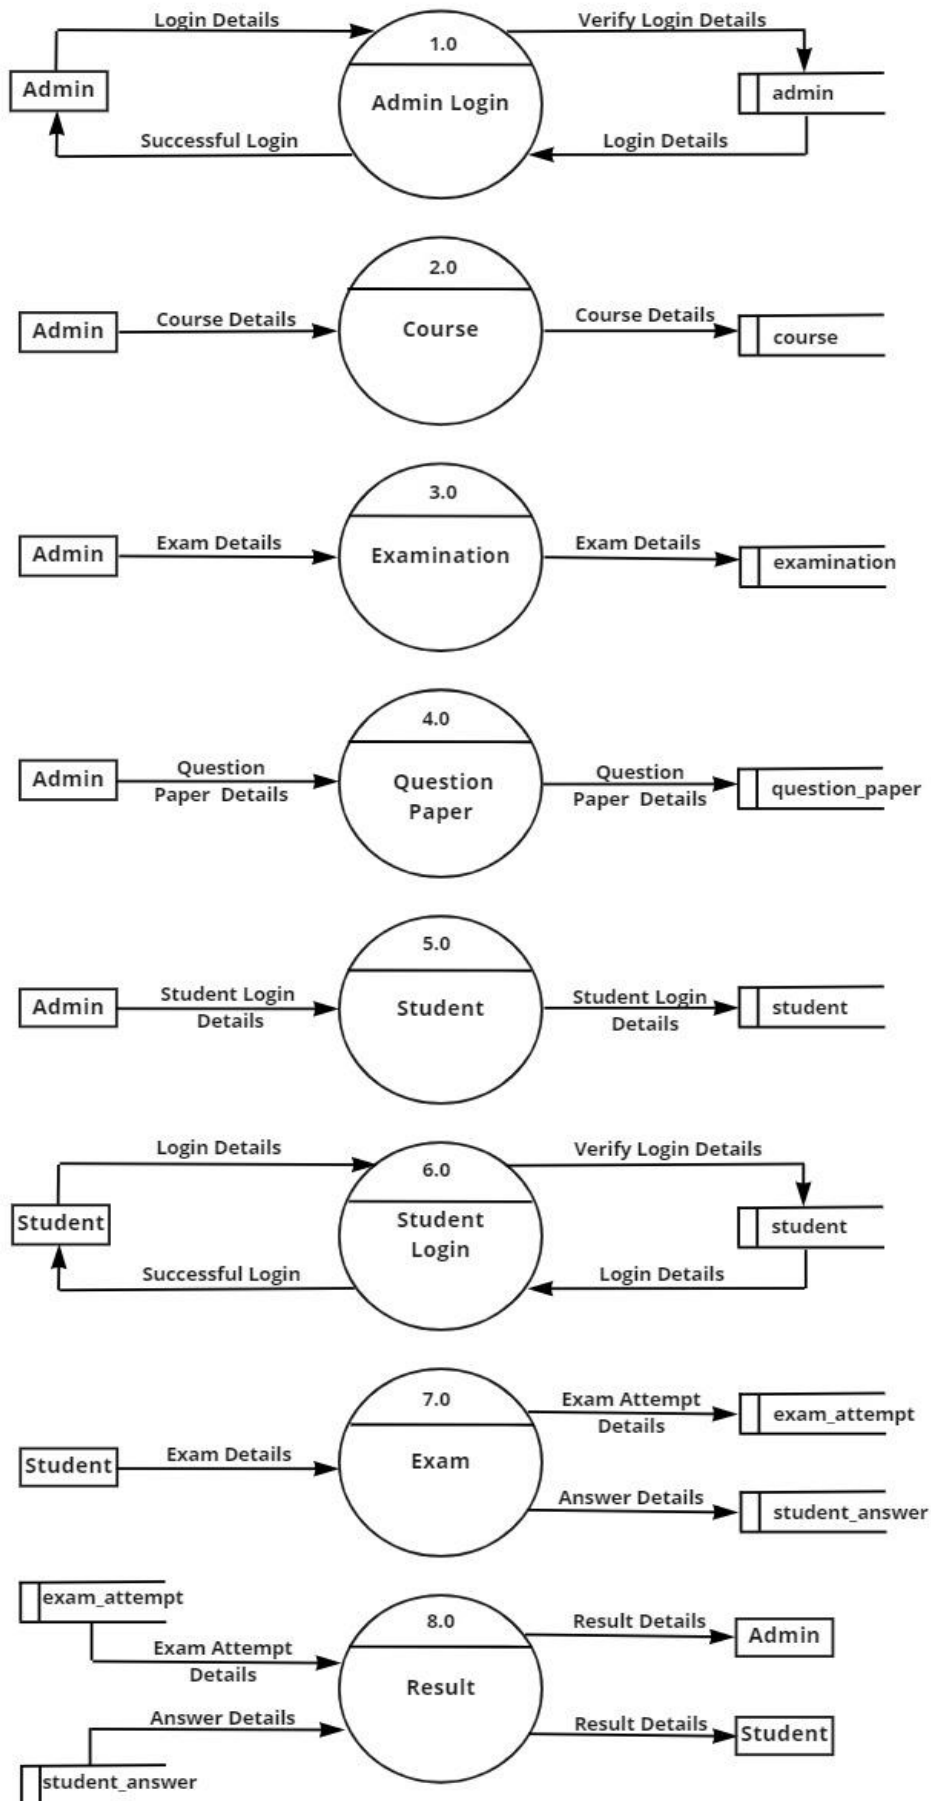 Login Details
Verify Login Details
1.0
Admin
Admin Login
admin
Successful Login
Login Details
2.0
Admin
Course Details
Course
Course Details
course
3.0
Admin
Exam Details
Examination
Exam Details
examination
4.0
Admin
Question
Paper Details
Question
Paper
Question
Paper Details
question_paper
5.0
Admin
Student Login
Details
Student
Student Login
Details
student
Login Details
Verify Login Details
6.0
Student
Student
Login
student
Successful Login
Login Details
7.0
Student
Exam Details
Exam
Exam Attempt
Details
exam_attempt
Answer Details
student_answer
exam_attempt
8.0
Exam Attempt
Details
Result Details
Admin
Result
Answer Details
Result Details
Student
student_answer